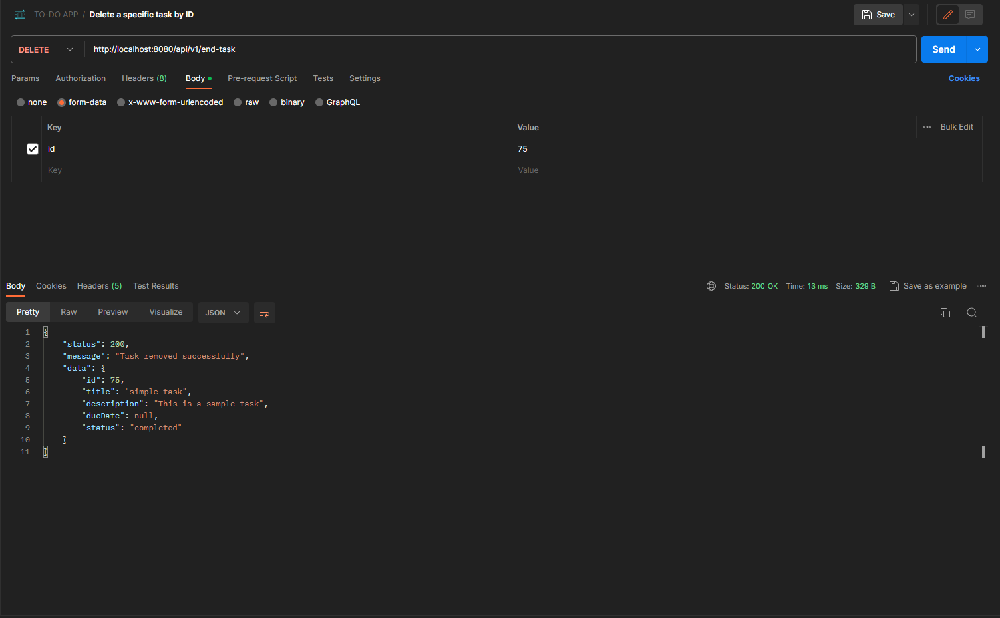 HTTP TO-DO APP / Delete a specific task by ID Save
DELETE http://localhost:8080/api/v1/end-task Send
Params Authorization Headers (8) Body Pre-request Script Tests Settings Cookies
none form-data x-www-form-urlencoded raw binary GraphQL
Key Value Bulk Edit
id 75
Key Value
Body Cookies Headers (5) Test Results Status: 200 OK Time: 13 ms Size: 329 B Save as example
Pretty Raw Preview Visualize JSON
1 {
2 "status": 200,
3 "message": "Task removed successfully",
4 "data": {
5 "id": 75,
6 "title": "simple task",
7 "description": "This is a sample task",
8 "dueDate": null,
9 "status": "completed"
10 }
11 }